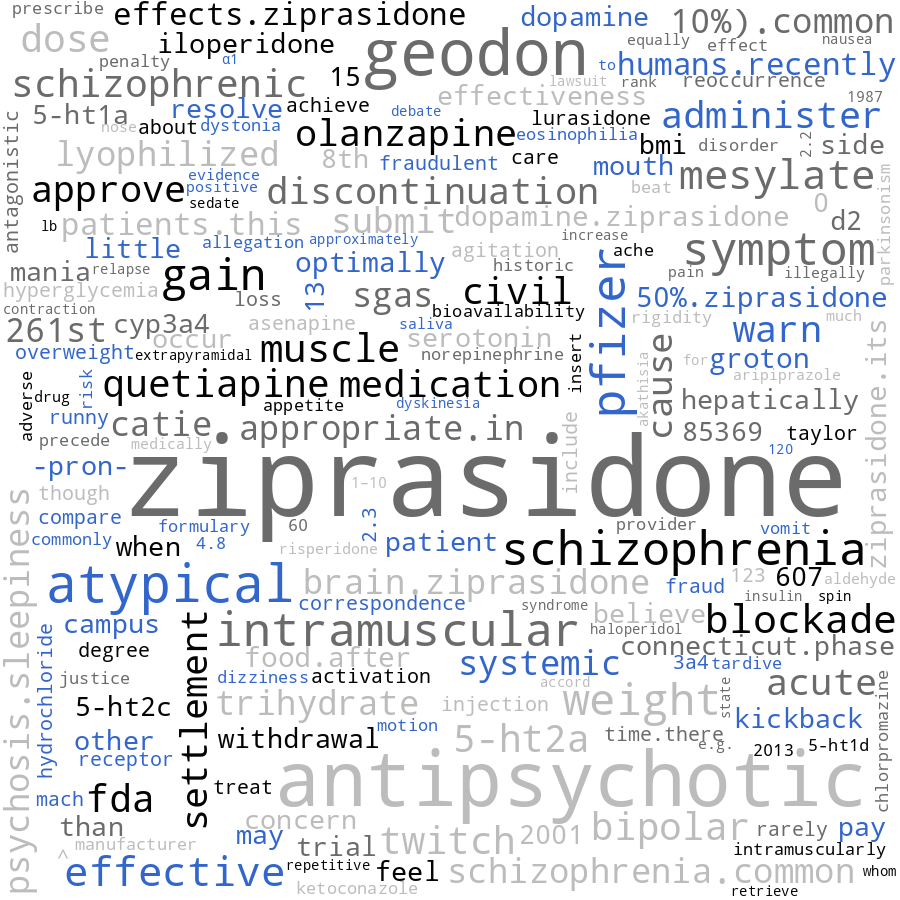 prescribe
effects.ziprasidone
dopamine
10%).common
dose
iloperidone
geodon
equally
effect
nausea
penalty
α1
to
humans.recently
schizophrenic
15
lawsuit
rank
reoccurrence
effectiveness
1987
5-ht1a
resolve
achieve
debate
lurasidone
administer
nose
about
dystonia
olanzapine
eosinophilia
antagonistic
bmi
disorder
2.2
side
lyophilized
8th
fraudulent
care
mouth
mesylate
evidence
positive
approve
sedate
discontinuation
beat
parkinsonism
0
lb
patients.this
submit
dopamine.ziprasidone
d2
little
allegation
approximately
agitation
increase
ache
symptom
mania
relapse
gain
optimally
historic
pain
illegally
hyperglycemia
loss
13
sgas
civil
pfizer
50%.ziprasidone
contraction
bioavailability
261st
cyp3a4
occur
asenapine
saliva
serotonin
rigidity
much
warn
overweight
extrapyramidal
muscle
norepinephrine
insert
akathisia
cause
for
groton
aripiprazole
adverse
drug
risk
quetiapine
medication
appetite
dyskinesia
hepatically
runny
catie
appropriate.in
include
85369
taylor
ziprasidone.its
precede
medically
120
-pron-
ziprasidone
though
1–10
compare
formulary
60
2.3
provider
vomit
commonly
when
4.8
risperidone
patient
schizophrenia
psychosis.sleepiness
atypical
brain.ziprasidone
fraud
123
607
aldehyde
correspondence
insulin
spin
syndrome
believe
blockade
campus
settlement
intramuscular
haloperidol
connecticut.phase
hydrochloride
degree
food.after
systemic
3a4
tardive
justice
dizziness
activation
accord
state
acute
chlorpromazine
5-ht2c
trihydrate
injection
weight
kickback
motion
other
withdrawal
5-ht2a
time.there
e.g.
2013
5-ht1d
receptor
mach
fda
treat
antipsychotic
than
concern
manufacturer
may
trial
twitch
2001
bipolar
rarely
pay
^
intramuscularly
effective
repetitive
feel
schizophrenia.common
whom
ketoconazole
retrieve